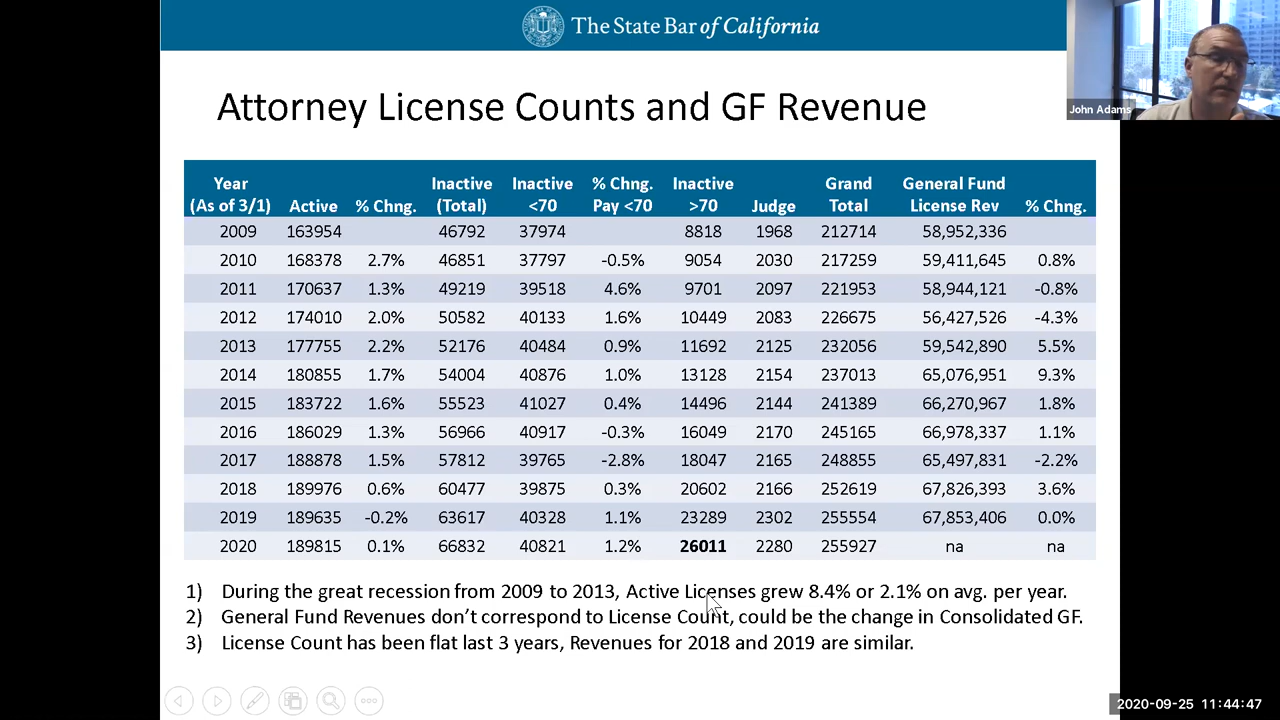 The State Bar of California
Attorney License Counts and GF Revenue
John Adams
Year (As of 3/1) Active % Chng. Inactive (Total) Inactive <70 % Chng. Pay <70 Inactive >70 Judge Grand Total General Fund License Rev % Chng.
2009 163954 46792 37974 8818 1968 212714 58,952,336
2010 168378 2.7% 46851 37797 -0.5% 9054 2030 217259 59,411,645 0.8%
2011 170637 1.3% 49219 39518 4.6% 9701 2097 221953 58,944,121 -0.8%
2012 174010 2.0% 50582 40133 1.6% 10449 2083 226675 56,427,526 -4.3%
2013 177755 2.2% 52176 40484 0.9% 11692 2125 232056 59,542,890 5.5%
2014 180855 1.7% 54004 40876 1.0% 13128 2154 237013 65,076,951 9.3%
2015 183722 1.6% 55523 41027 0.4% 14496 2144 241389 66,270,967 1.8%
2016 186029 1.3% 56966 40917 -0.3% 16049 2170 245165 66,978,337 1.1%
2017 188878 1.5% 57812 39765 -2.8% 18047 2165 248855 65,497,831 -2.2%
2018 189976 0.6% 60477 39875 0.3% 20602 2166 252619 67,826,393 3.6%
2019 189635 -0.2% 63617 40328 1.1% 23289 2302 255554 67,853,406 0.0%
2020 189815 0.1% 66832 40821 1.2% 26011 2280 255927 na na
1) During the great recession from 2009 to 2013, Active Licenses grew 8.4% or 2.1% on avg. per year.
2) General Fund Revenues don't correspond to License Count, could be the change in Consolidated GF.
3) License Count has been flat last 3 years, Revenues for 2018 and 2019 are similar.
2020-09-25 11:44:47